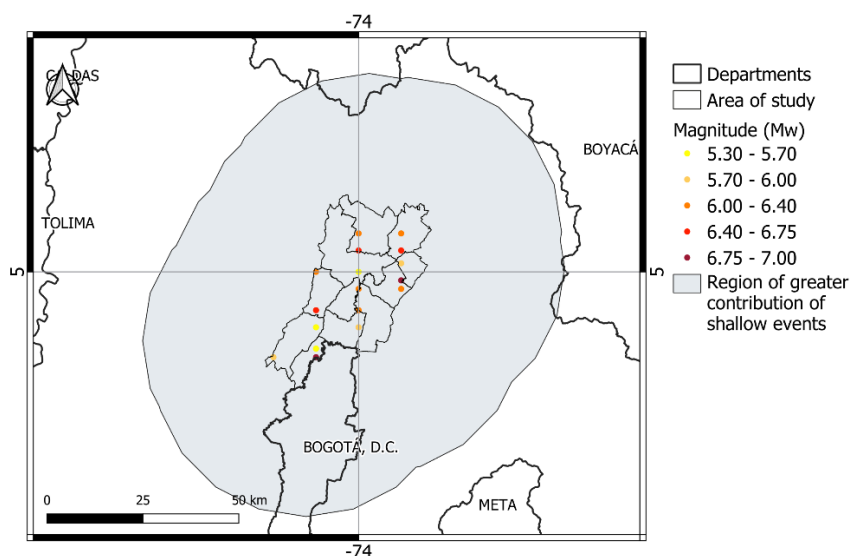 -74
CALDAS
BOYACÁ
TOLIMA
5
5
BOGOTÁ, D.C.
META
0 25 50 km
-74
Departments
Area of study
Magnitude (Mw)
5.30 - 5.70
5.70 - 6.00
6.00 - 6.40
6.40 - 6.75
6.75 - 7.00
Region of greater
contribution of
shallow events